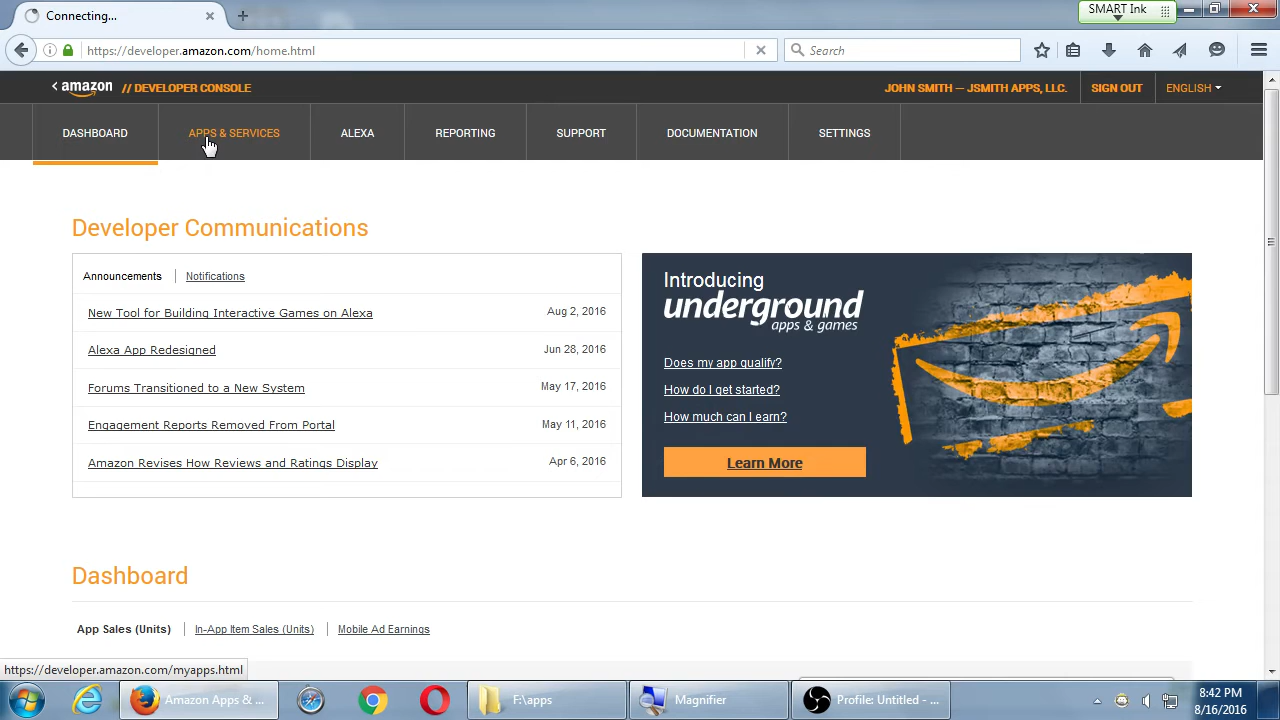 Connecting...
SMART Ink
https://developer.amazon.com/home.html
Search
amazon // DEVELOPER CONSOLE
JOHN SMITH — JSMITH APPS, LLC. SIGN OUT ENGLISH
DASHBOARD APPS & SERVICES ALEXA REPORTING SUPPORT DOCUMENTATION SETTINGS
Developer Communications
Announcements Notifications
New Tool for Building Interactive Games on Alexa Aug 2, 2016
Alexa App Redesigned Jun 28, 2016
Forums Transitioned to a New System May 17, 2016
Engagement Reports Removed From Portal May 11, 2016
Amazon Revises How Reviews and Ratings Display Apr 6, 2016
Introducing
underground
apps & games
Does my app qualify?
How do I get started?
How much can I earn?
Learn More
Dashboard
App Sales (Units) In-App Item Sales (Units) Mobile Ad Earnings
https://developer.amazon.com/myapps.html
Amazon Apps & ... F:\apps Magnifier Profile: Untitled - ...
8:42 PM
8/16/2016